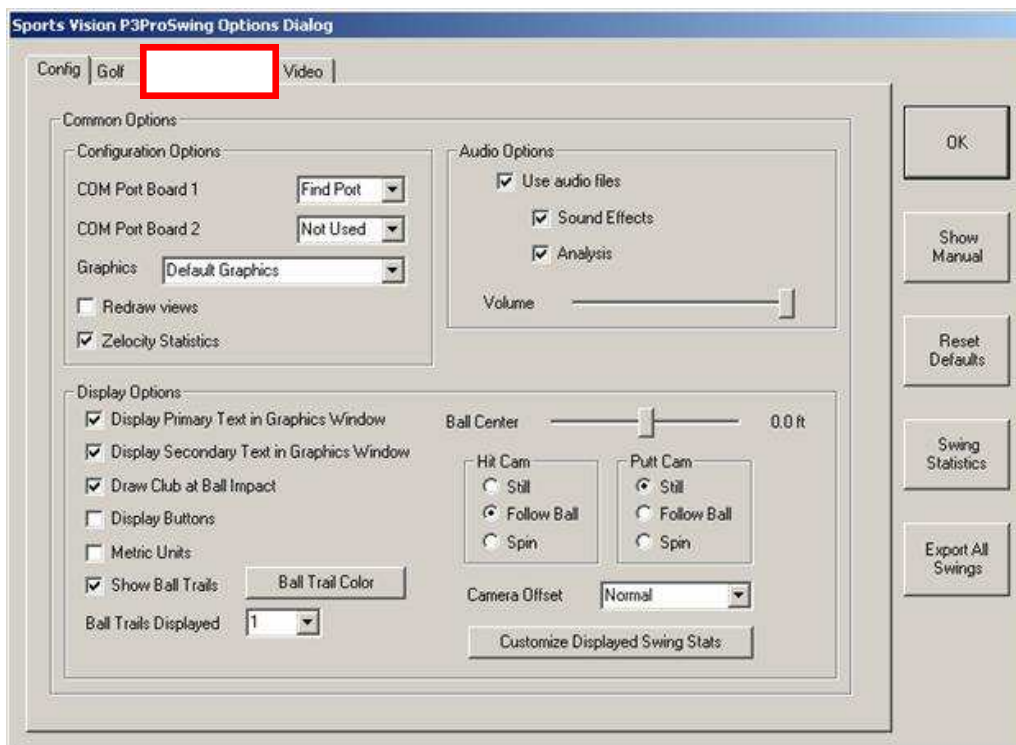 Sports Vision P3ProSwing Options Dialog
Config Golf Video
Common Options
Configuration Options
COM Port Board 1 Find Port
COM Port Board 2 Not Used
Graphics Default Graphics
Redraw views
Zelocity Statistics
Audio Options
Use audio files
Sound Effects
Analysis
Volume
Display Options
Display Primary Text in Graphics Window
Display Secondary Text in Graphics Window
Draw Club at Ball Impact
Display Buttons
Metric Units
Show Ball Trails Ball Trail Color
Ball Trails Displayed 1
Ball Center 0.0 ft
Hit Cam
Still
Follow Ball
Spin
Putt Cam
Still
Follow Ball
Spin
Camera Offset Normal
Customize Displayed Swing Stats
OK
Show
Manual
Reset
Defaults
Swing
Statistics
Export All
Swings